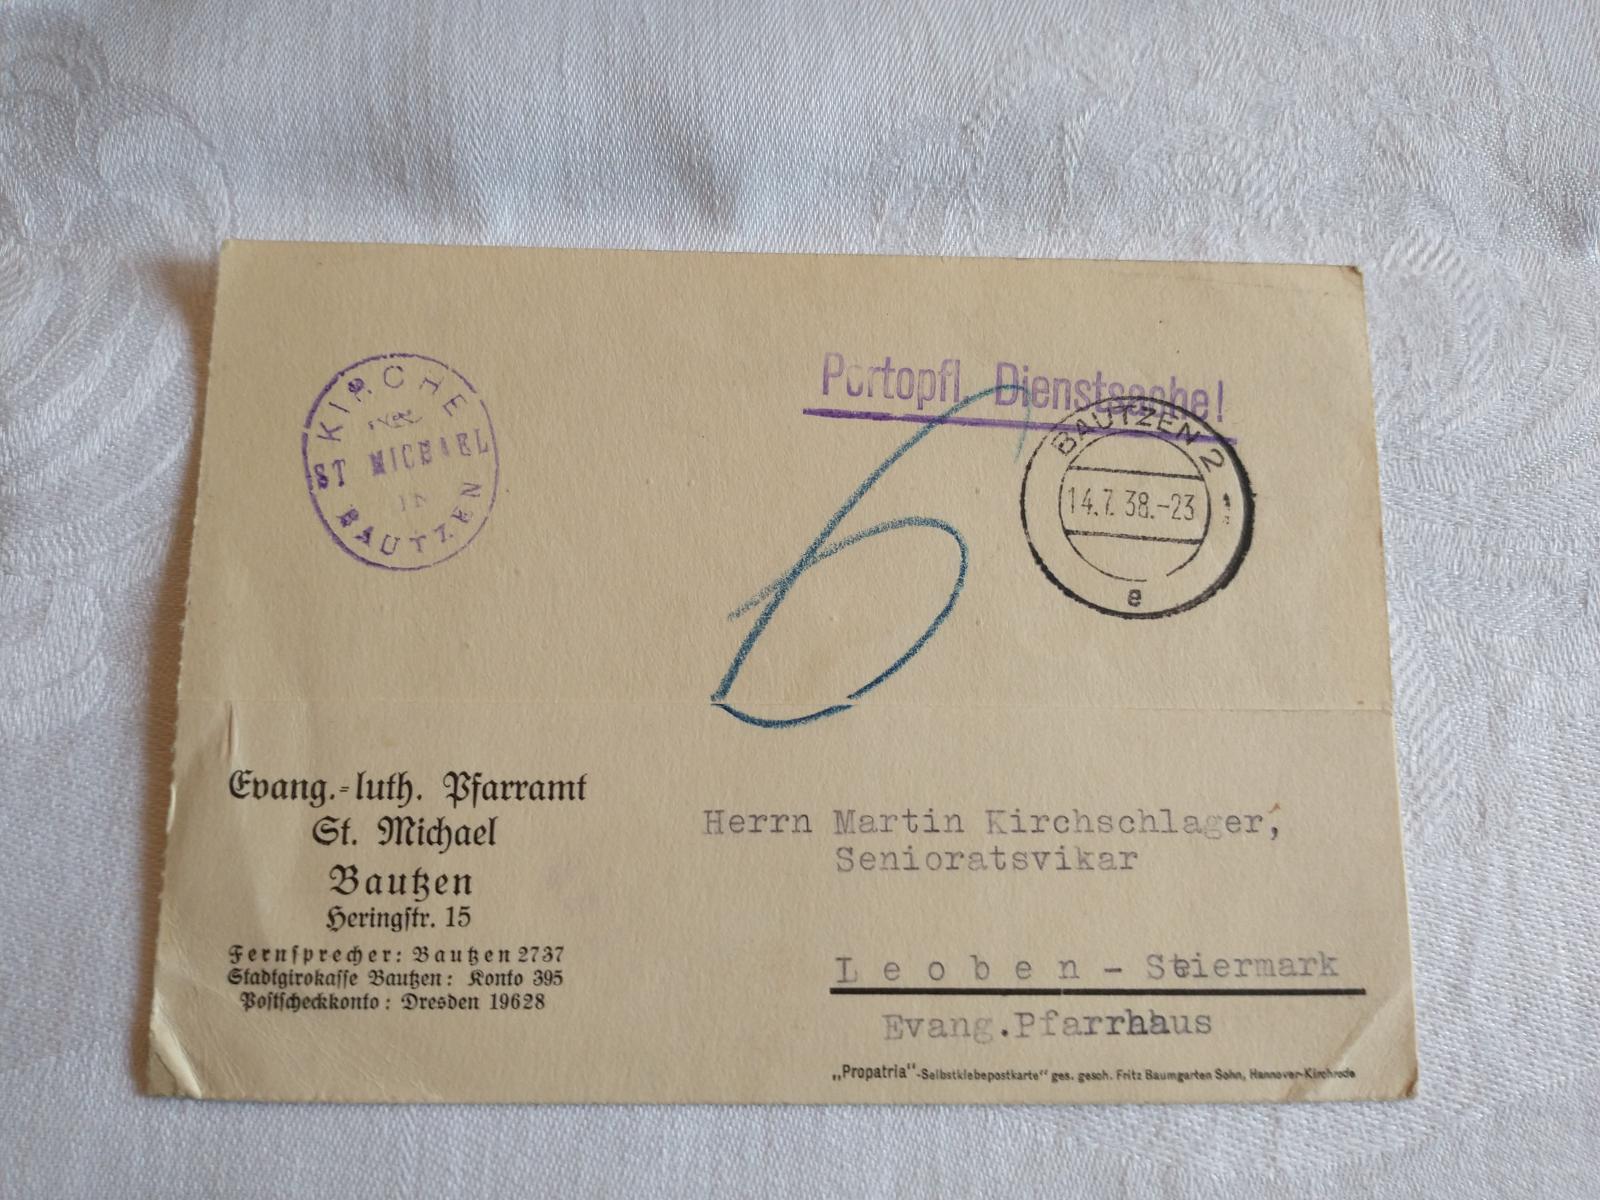 KIRCHE
ST MICHAEL
IN
BAUTZEN
Portopfl. Dienstsache!
BAUTZEN 2
14.7.38.-23
e
6
Evang.-luth. Pfarramt
St. Michael
Bautzen
Heringstr. 15
Fernsprecher: Bautzen 2737
Stadtgirokasse Bautzen: Konto 395
Postscheckkonto: Dresden 19628
Herrn Martin Kirchschlager,
Senioratsvikar
Leoben - Steiermark
Evang.Pfarrhaus
„Propatria"-Selbstklebepostkarte" ges. gesch. Fritz Baumgarten Sohn, Hannover-Kirchrode